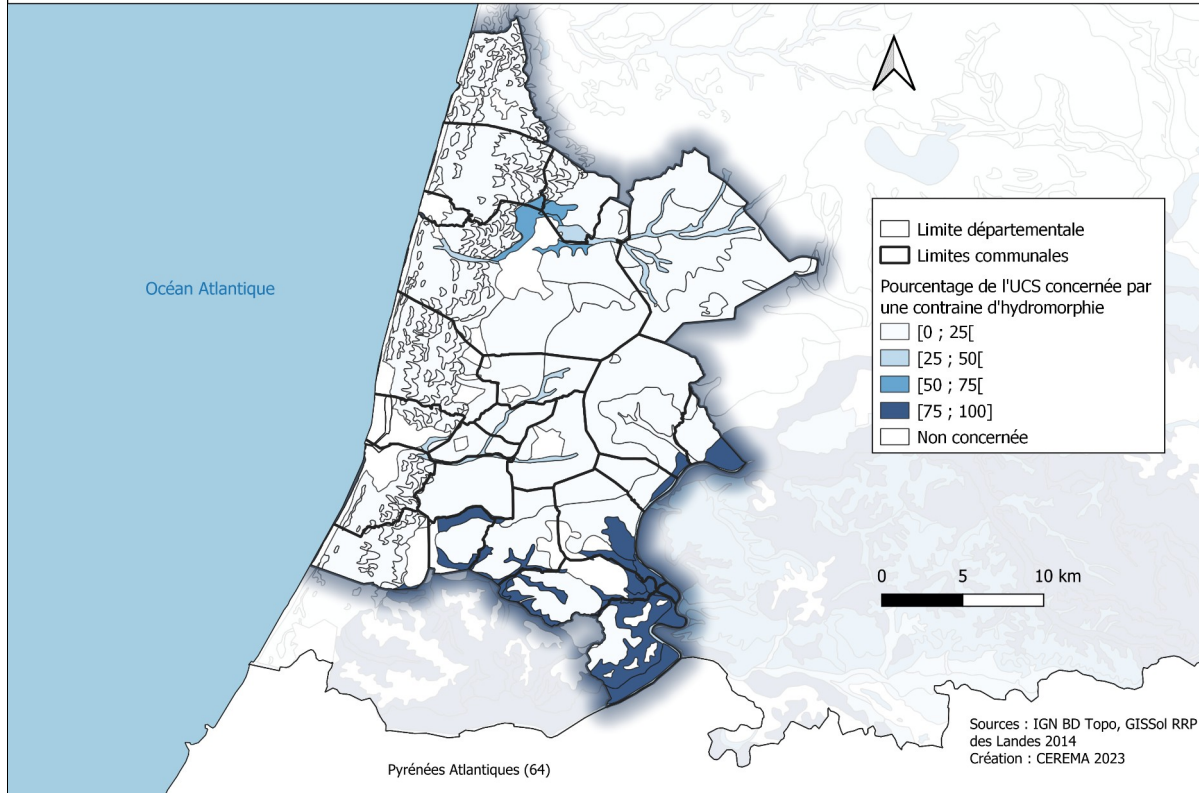 Océan Atlantique
Limite départementale
Limites communales
Pourcentage de l'UCS concernée par
une contraine d'hydromorphie
[0 ; 25[
[25 ; 50[
[50 ; 75[
[75 ; 100]
Non concernée
0 5 10 km
Sources : IGN BD Topo, GISSol RRP
des Landes 2014
Création : CEREMA 2023
Pyrénées Atlantiques (64)